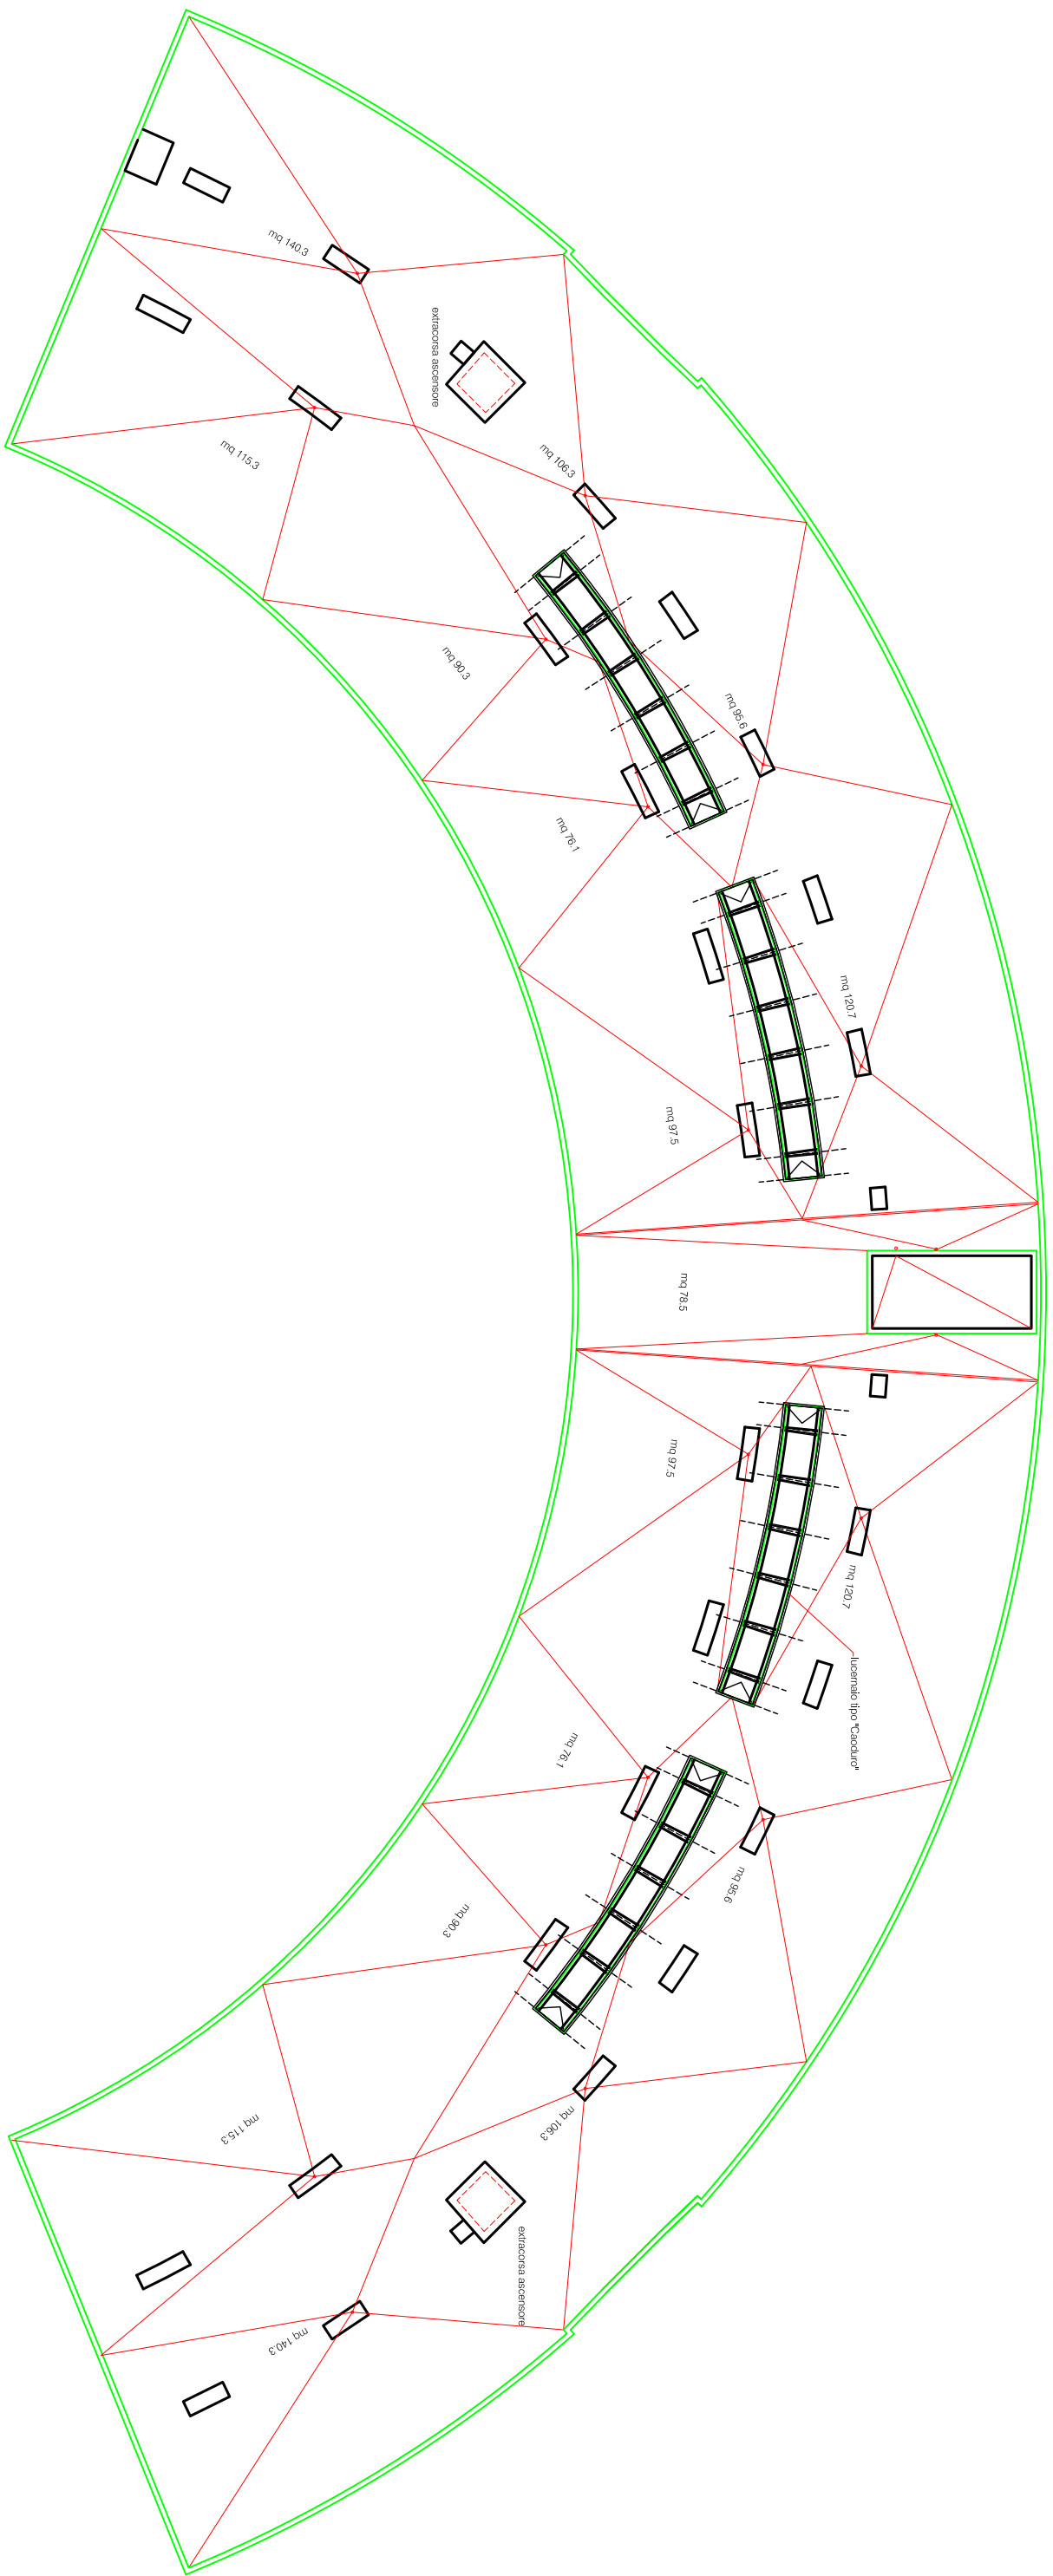 mq 140.3
extracorsa ascensore
mq 115.3
mq 106.3
mq 90.3
mq 95.6
mq 76.1
mq 120.7
mq 97.5
mq 78.5
mq 97.5
mq 120.7
lucernaio tipo "Caoduro"
mq 76.1
mq 95.6
mq 90.3
mq 106.3
mq 115.3
extracorsa ascensore
mq 140.3